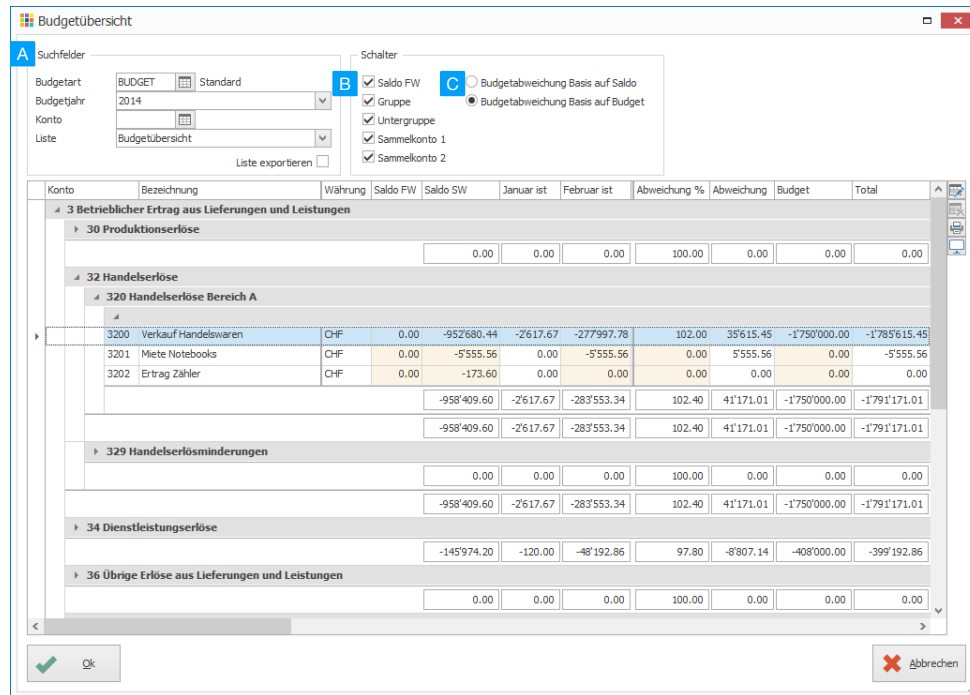 Budgetübersicht
A Suchfelder
Budgetart BUDGET Standard
Budgetjahr 2014
Konto
Liste Budgetübersicht
Liste exportieren
Schalter
B Saldo FW
Gruppe
Untergruppe
Sammelkonto 1
Sammelkonto 2
C Budgetabweichung Basis auf Saldo
Budgetabweichung Basis auf Budget
Konto Bezeichnung Währung Saldo FW Saldo SW Januar ist Februar ist Abweichung % Abweichung Budget Total
3 Betrieblicher Ertrag aus Lieferungen und Leistungen
30 Produktionserlöse
0.00 0.00 0.00 100.00 0.00 0.00 0.00
32 Handelserlöse
320 Handelserlöse Bereich A
3200 Verkauf Handelswaren CHF 0.00 -952'680.44 -2'617.67 -277'997.78 102.00 35'615.45 -1'750'000.00 -1'785'615.45
3201 Miete Notebooks CHF 0.00 -5'555.56 0.00 -5'555.56 0.00 5'555.56 0.00 -5'555.56
3202 Ertrag Zähler CHF 0.00 -173.60 0.00 0.00 0.00 0.00 0.00 0.00
-958'409.60 -2'617.67 -283'553.34 102.40 41'171.01 -1'750'000.00 -1'791'171.01
-958'409.60 -2'617.67 -283'553.34 102.40 41'171.01 -1'750'000.00 -1'791'171.01
329 Handelserlösminderungen
0.00 0.00 0.00 100.00 0.00 0.00 0.00
-958'409.60 -2'617.67 -283'553.34 102.40 41'171.01 -1'750'000.00 -1'791'171.01
34 Dienstleistungserlöse
-145'974.20 -120.00 -48'192.86 97.80 -8'807.14 -408'000.00 -399'192.86
36 Übrige Erlöse aus Lieferungen und Leistungen
0.00 0.00 0.00 100.00 0.00 0.00 0.00
Ok
Abbrechen